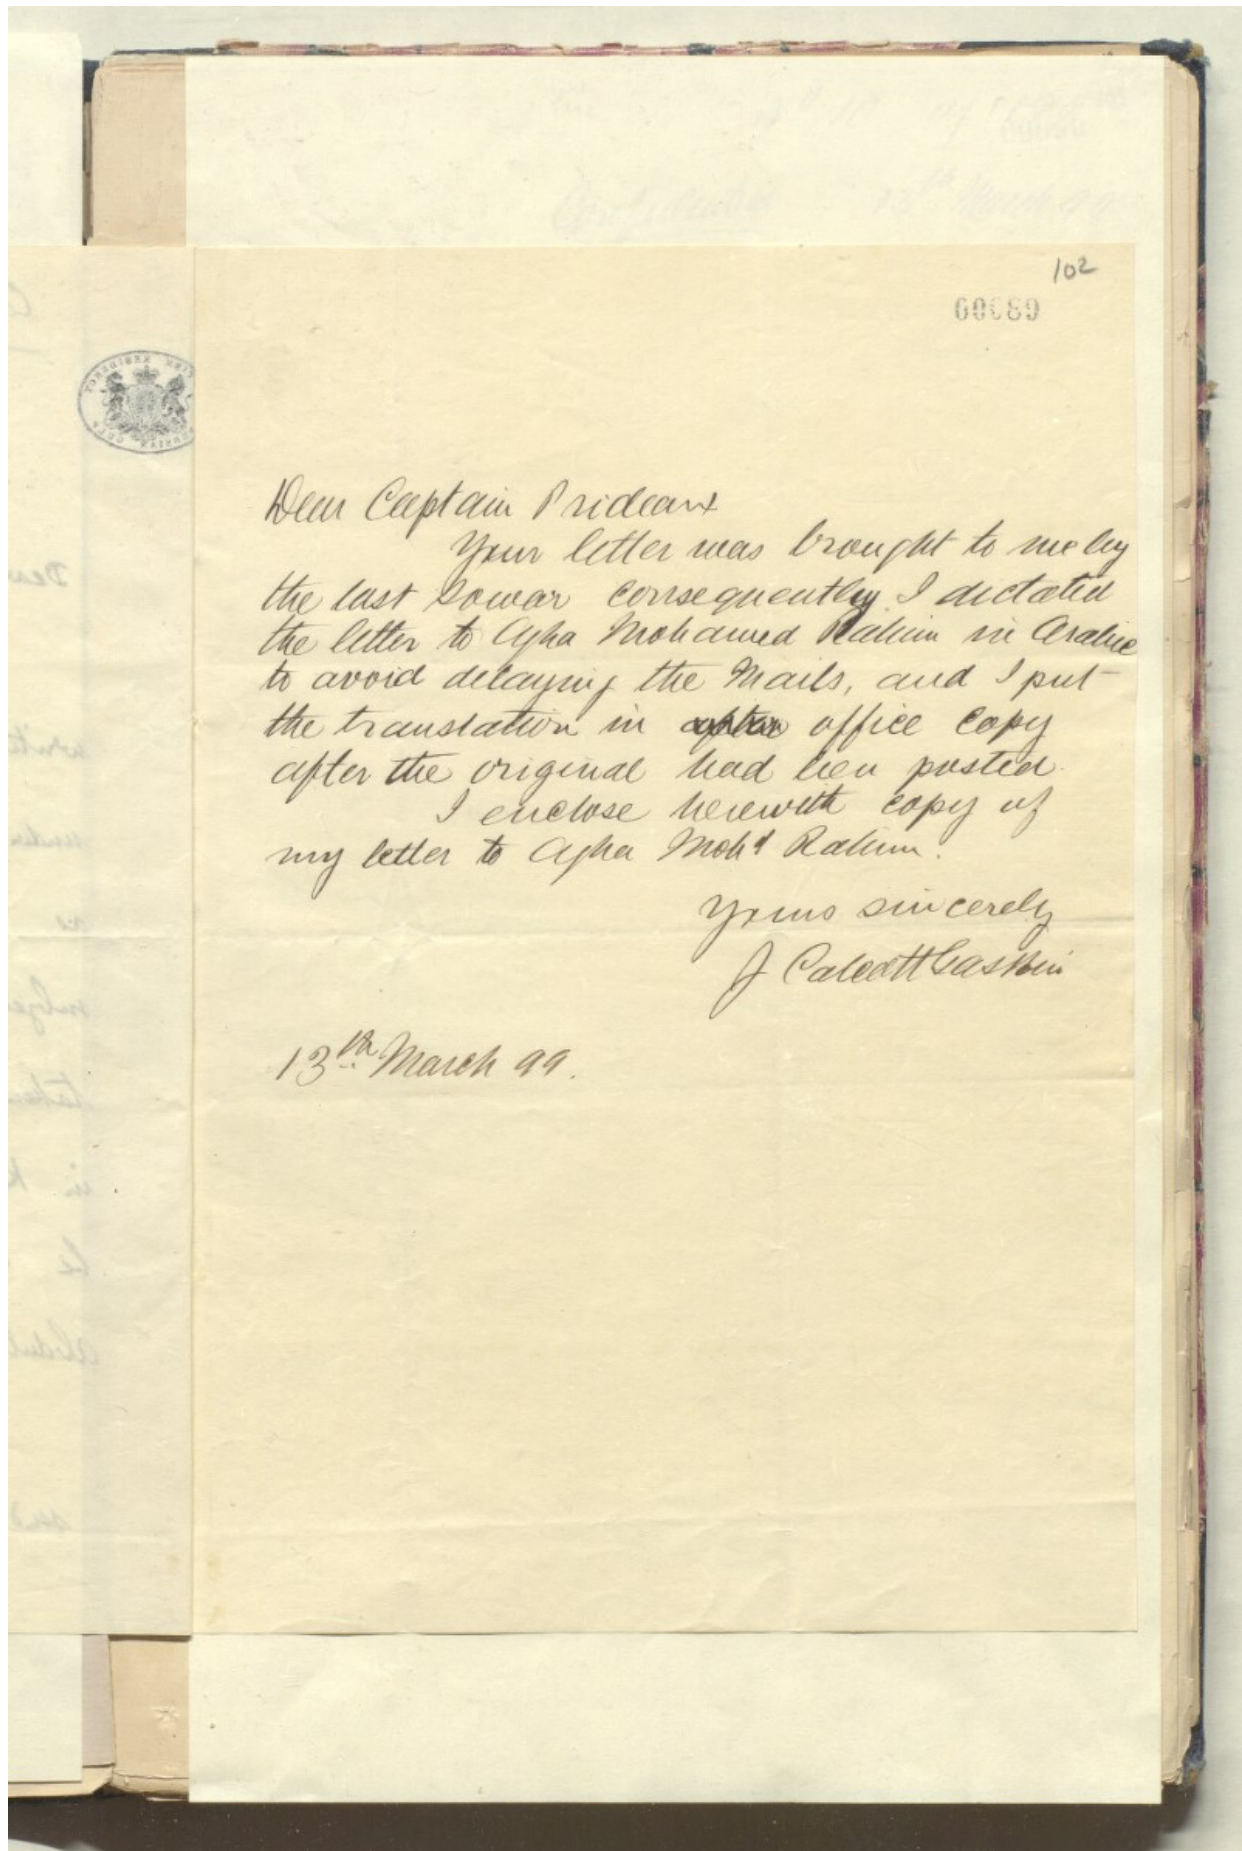 102
Dear Captain Prideaux
Your letter was brought to me by
the last Sowar consequently I dictated
the letter to Agha Mohamed Rahim in Arabic
to avoid delaying the Mails, and I put
the translation in office copy
after the original had been posted.
I enclose herewith copy of
my letter to Agha Moh^d Rahim.
Yours sincerely
J Calcott Gaskin
13th March 99.